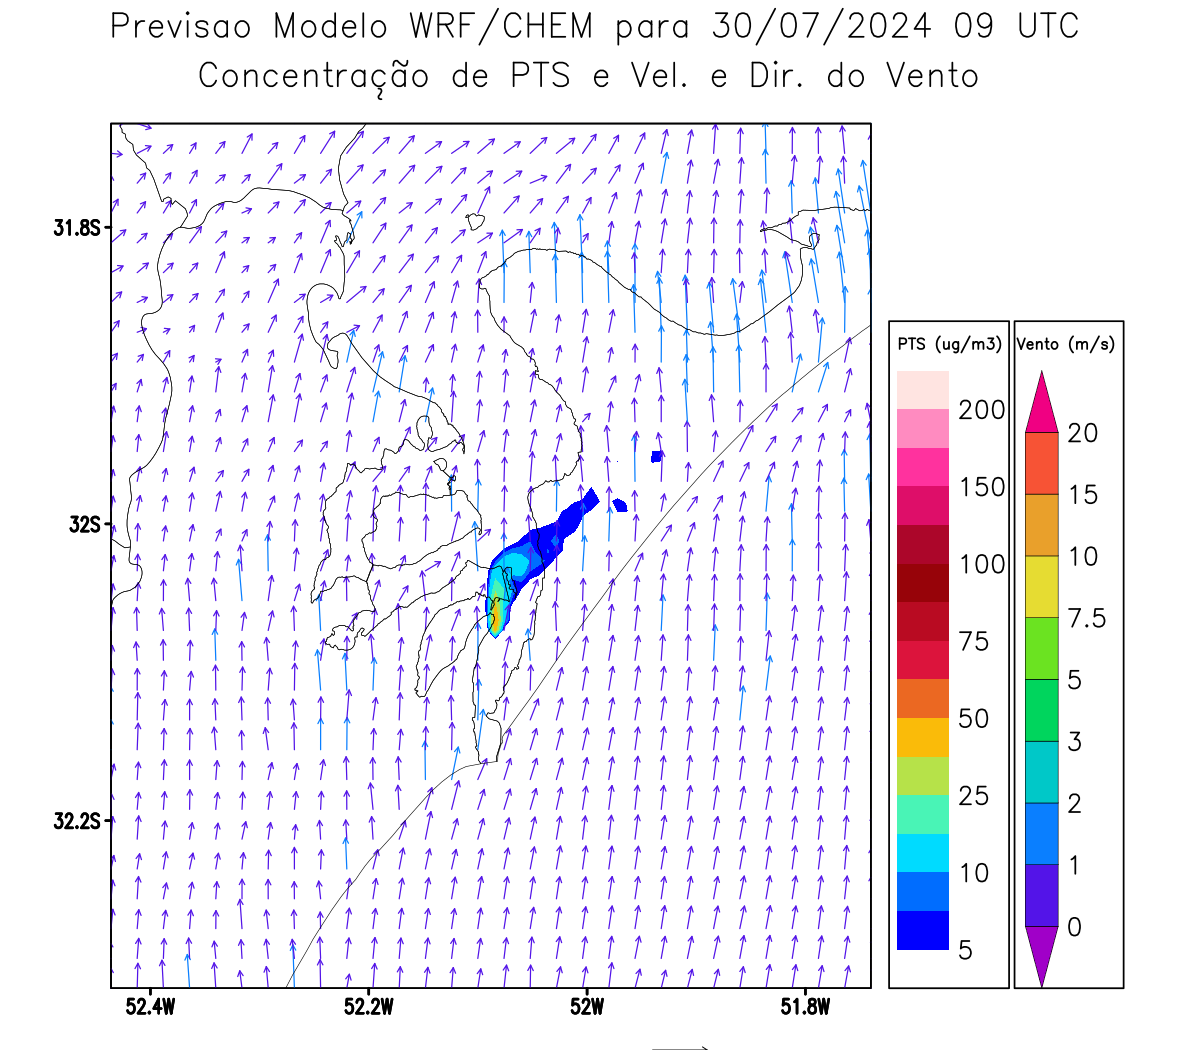 Previsao Modelo WRF/CHEM para 30/07/2024 09 UTC
Concentração de PTS e Vel. e Dir. do Vento
31.8S
32S
32.2S
52.4W 52.2W 52W 51.8W
PTS (ug/m3)
200
150
100
75
50
25
10
5
Vento (m/s)
20
15
10
7.5
5
3
2
1
0